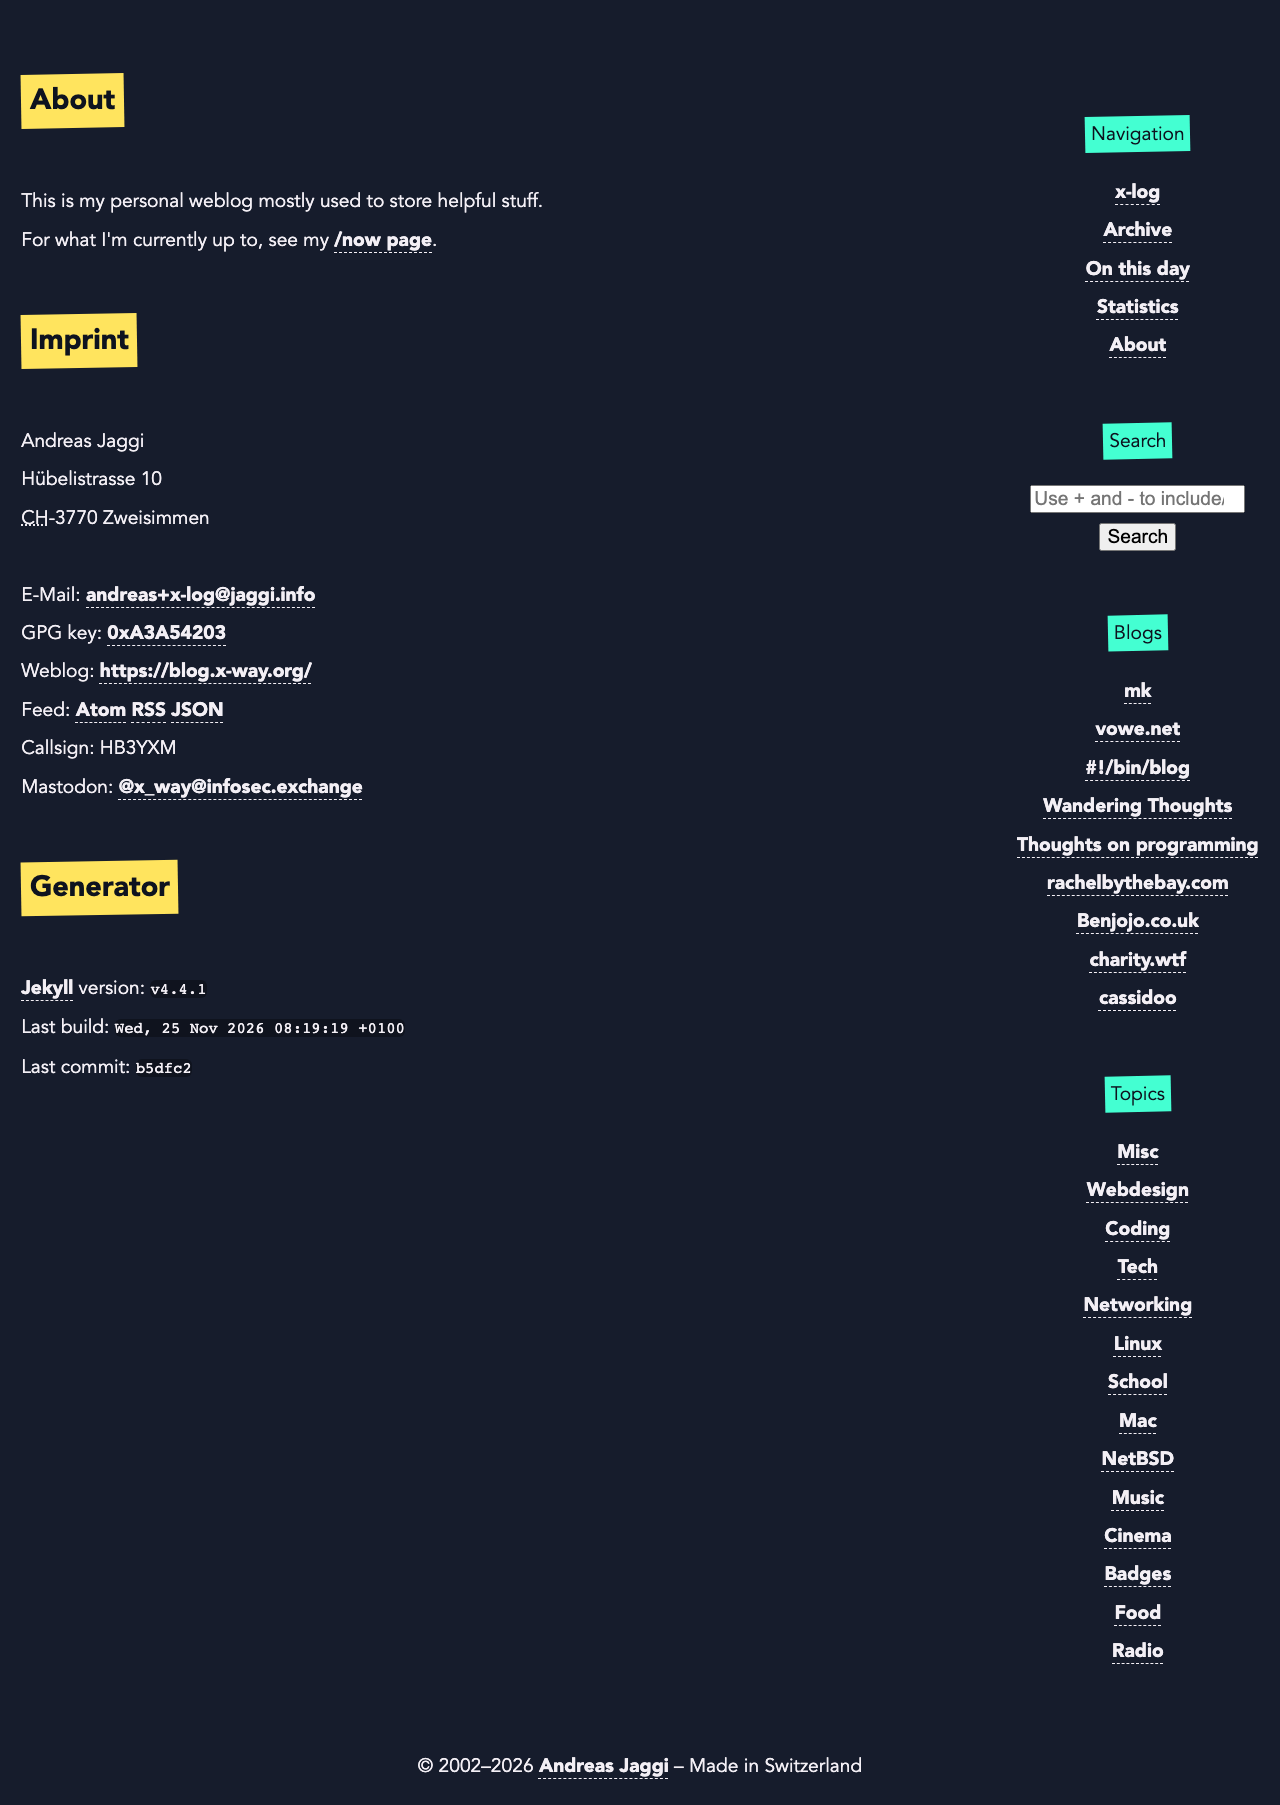 About
This is my personal weblog mostly used to store helpful stuff.
For what I'm currently up to, see my /now page.
Imprint
Andreas Jaggi
Hübelistrasse 10
CH-3770 Zweisimmen
E-Mail: andreas+x-log@jaggi.info
GPG key: 0xA3A54203
Weblog: https://blog.x-way.org/
Feed: Atom RSS JSON
Callsign: HB3YXM
Mastodon: @x_way@infosec.exchange
Generator
Jekyll version: v4.4.1
Last build: Wed, 25 Nov 2026 08:19:19 +0100
Last commit: b5dfc2
Navigation
x-log
Archive
On this day
Statistics
About
Search
Use + and - to include/
Search
Blogs
mk
vowe.net
#!/bin/blog
Wandering Thoughts
Thoughts on programming
rachelbythebay.com
Benjojo.co.uk
charity.wtf
cassidoo
Topics
Misc
Webdesign
Coding
Tech
Networking
Linux
School
Mac
NetBSD
Music
Cinema
Badges
Food
Radio
© 2002–2026 Andreas Jaggi – Made in Switzerland